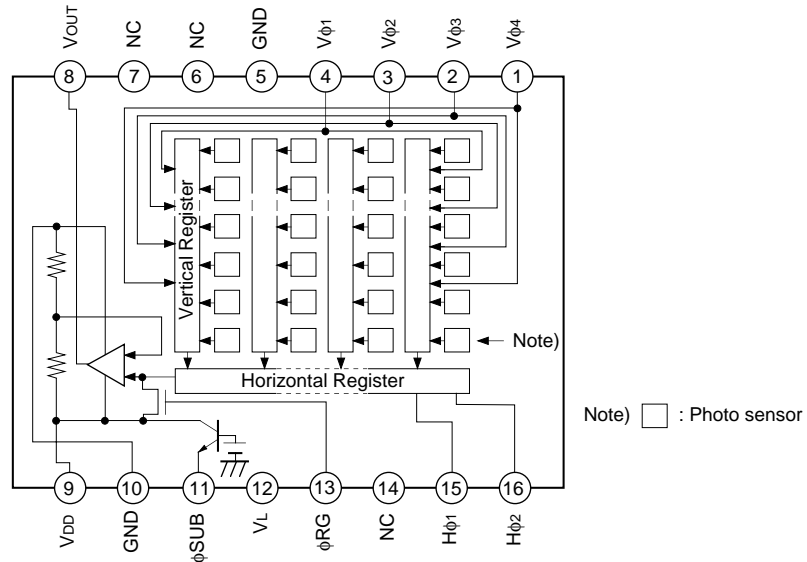 VOUT NC NC GND Vφ1 Vφ2 Vφ3 Vφ4
8 7 6 5 4 3 2 1
Vertical Register
Note)
Horizontal Register
Note) : Photo sensor
9 10 11 12 13 14 15 16
VDD GND φSUB VL φRG NC Hφ1 Hφ2